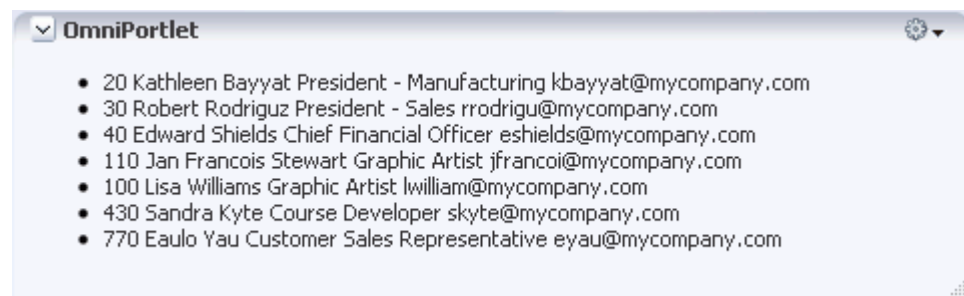 OmniPortlet
20 Kathleen Bayyat President - Manufacturing kbayyat@mycompany.com
30 Robert Rodriguz President - Sales rrodrigu@mycompany.com
40 Edward Shields Chief Financial Officer eshields@mycompany.com
110 Jan Francois Stewart Graphic Artist jfrancoi@mycompany.com
100 Lisa Williams Graphic Artist lwilliam@mycompany.com
430 Sandra Kyte Course Developer skyte@mycompany.com
770 Eaulo Yau Customer Sales Representative eyau@mycompany.com